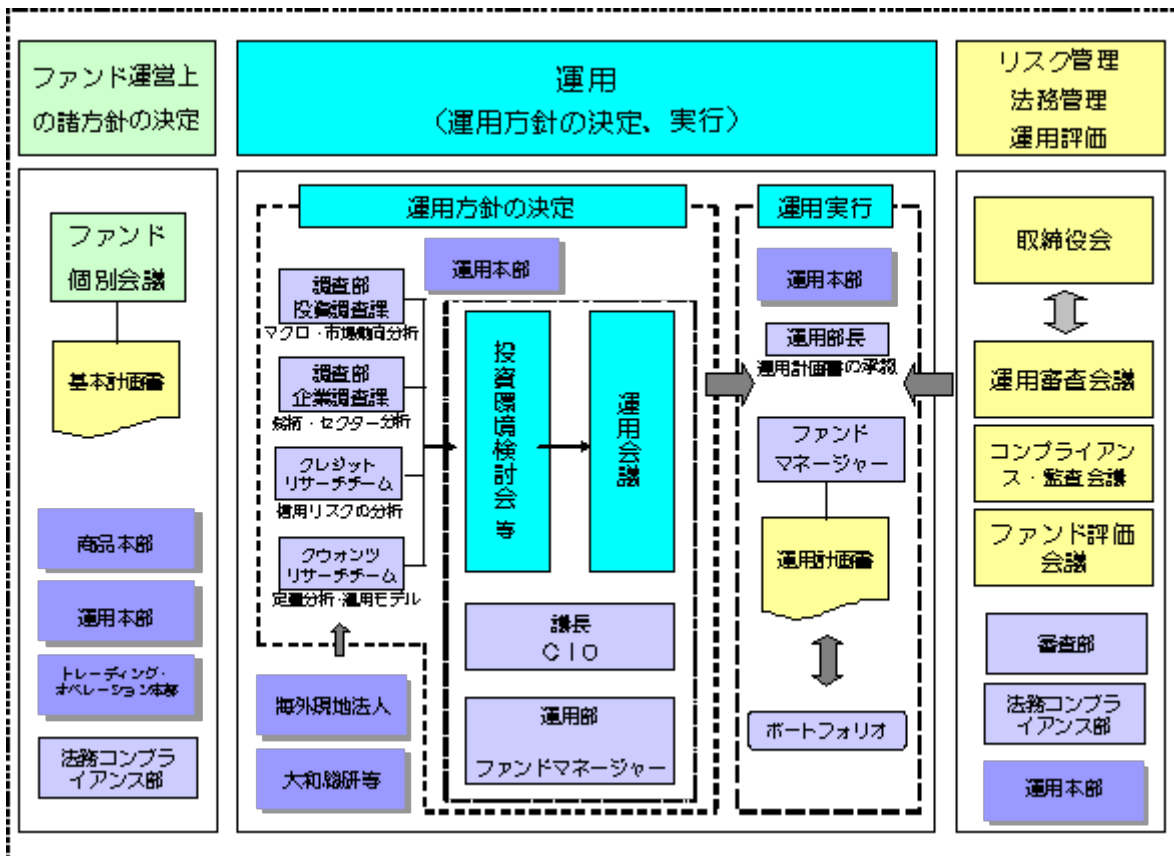 ファンド運営上
の諸方針の決定
運用
(運用方針の決定、実行)
リスク管理
法務管理
運用評価
ファンド
個別会議
基本計画書
商品本部
運用本部
トレーディング・
オペレーション本部
法務コンプラ
イアンス部
運用方針の決定
運用本部
調査部
投資調査課
マクロ・市場動向分析
調査部
企業調査課
銘柄・セクター分析
クレジット
リサーチチーム
信用リスクの分析
クウォンツ
リサーチチーム
定量分析・運用モデル
海外現地法人
大和総研等
投資環境検討会 等
運用会議
議長
CIO
運用部
ファンドマネージャー
運用実行
運用本部
運用部長
運用計画書の承認
ファンド
マネージャー
運用計画書
ポートフォリオ
取締役会
運用審査会議
コンプライアン
ス・監査会議
ファンド評価
会議
審査部
法務コンプラ
イアンス部
運用本部